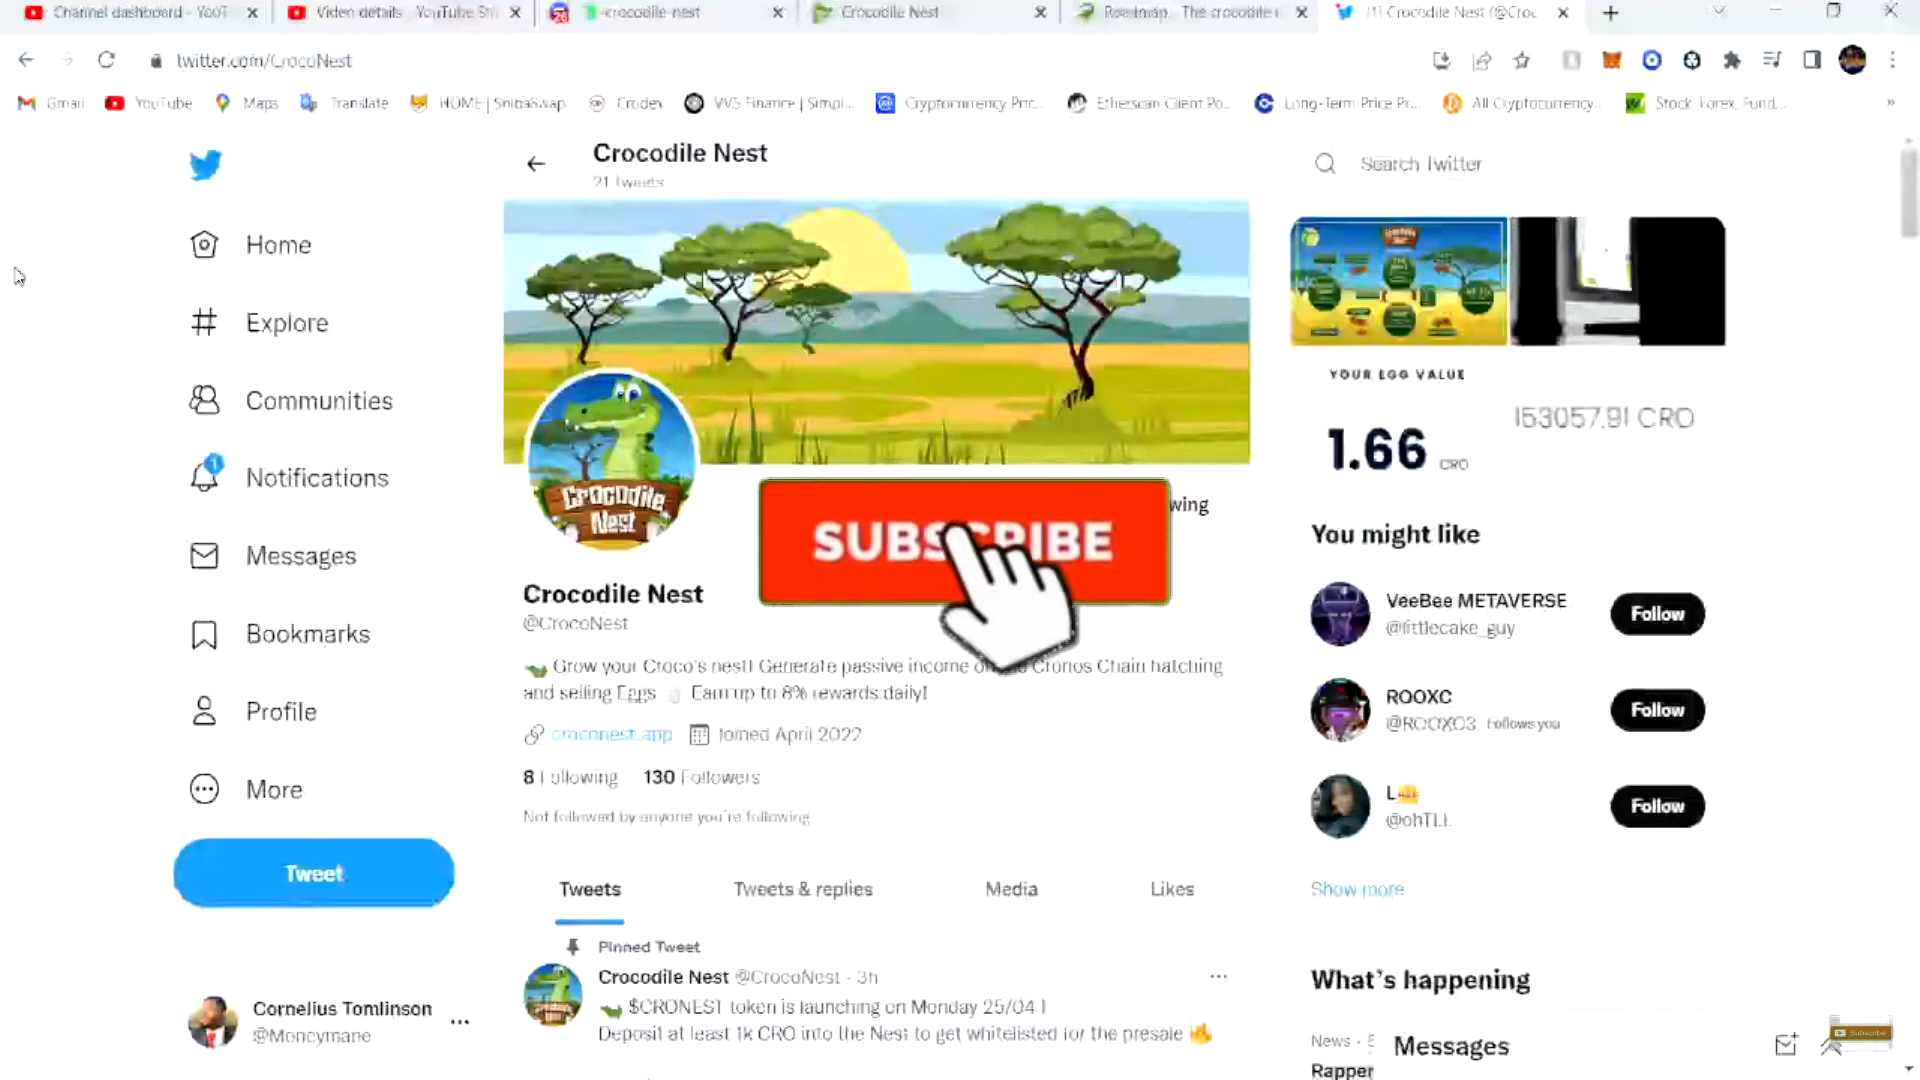 Channel dashboard - YouT
Video details - YouTube St
-crocodile-nest
Crocodile Nest
Roadmap - The crocodile n
(1) Crocodile Nest (@Croc
twitter.com/CrocoNest
Gmail
YouTube
Maps
Translate
HOME | ShibaSwap
Crodex
VVS Finance | Simpl...
Cryptocurrency Pric...
Etherscan Client Po...
Long-Term Price Pr...
All Cryptocurrency...
Stock, Forex, Fund...
»
Home
Explore
Communities
Notifications
Messages
Bookmarks
Profile
More
Tweet
Cornelius Tomlinson
@Moneymane
Crocodile Nest
21 Tweets
Crocodile
Nest
SUBSCRIBE
wing
Crocodile Nest
@CrocoNest
Grow your Croco's nest! Generate passive income on the Cronos Chain hatching
and selling Eggs 🥚 Earn up to 8% rewards daily!
croconest.app
Joined April 2022
8 Following
130 Followers
Not followed by anyone you're following
Tweets
Tweets & replies
Media
Likes
Pinned Tweet
Crocodile Nest @CrocoNest · 3h
🐊 $CRONEST token is launching on Monday 25/04 !
Deposit at least 1k CRO into the Nest to get whitelisted for the presale 🔥
Search Twitter
YOUR EGG VALUE
1.66 CRO
153057.91 CRO
You might like
VeeBee METAVERSE
@littlecake_guy
Follow
ROOXC
@ROOXO3 Follows you
Follow
L
@ohTLL
Follow
Show more
What's happening
News ·
Rapper
Messages
Subscribe